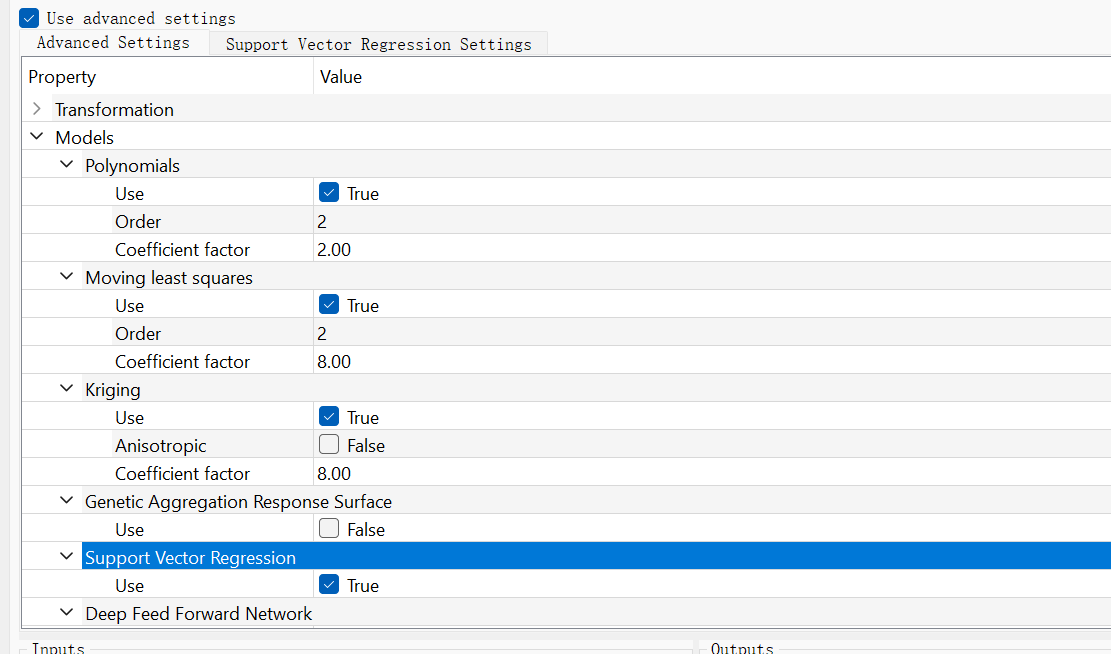 Use advanced settings
Advanced Settings Support Vector Regression Settings
Property Value
Transformation
Models
Polynomials
Use True
Order 2
Coefficient factor 2.00
Moving least squares
Use True
Order 2
Coefficient factor 8.00
Kriging
Use True
Anisotropic False
Coefficient factor 8.00
Genetic Aggregation Response Surface
Use False
Support Vector Regression
Use True
Deep Feed Forward Network
Inputs Outputs